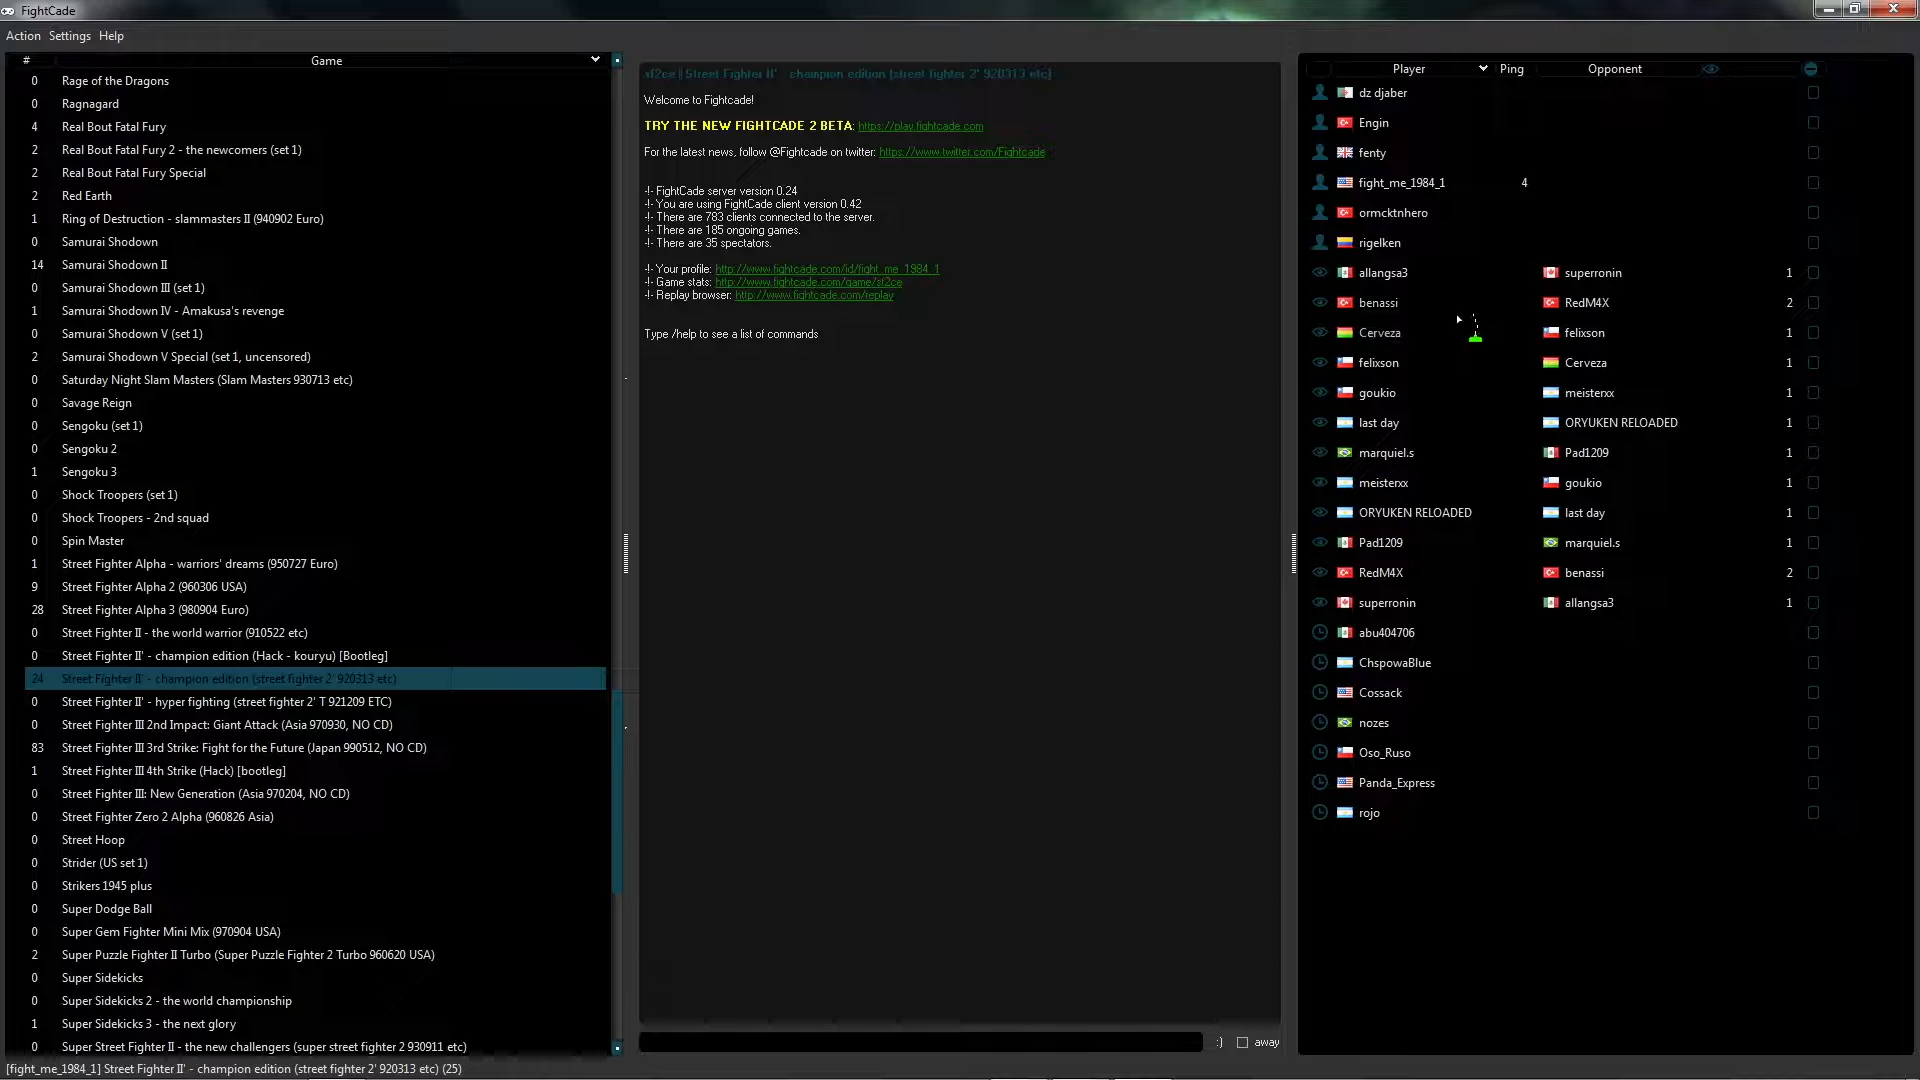 FightCade
Action Settings Help
# Game
0 Rage of the Dragons
0 Ragnagard
4 Real Bout Fatal Fury
2 Real Bout Fatal Fury 2 - the newcomers (set 1)
2 Real Bout Fatal Fury Special
2 Red Earth
1 Ring of Destruction - slammasters II (940902 Euro)
0 Samurai Shodown
14 Samurai Shodown II
0 Samurai Shodown III (set 1)
1 Samurai Shodown IV - Amakusa's revenge
0 Samurai Shodown V (set 1)
2 Samurai Shodown V Special (set 1, uncensored)
0 Saturday Night Slam Masters (Slam Masters 930713 etc)
0 Savage Reign
0 Sengoku (set 1)
0 Sengoku 2
1 Sengoku 3
0 Shock Troopers (set 1)
0 Shock Troopers - 2nd squad
0 Spin Master
1 Street Fighter Alpha - warriors' dreams (950727 Euro)
9 Street Fighter Alpha 2 (960306 USA)
28 Street Fighter Alpha 3 (980904 Euro)
0 Street Fighter II - the world warrior (910522 etc)
0 Street Fighter II' - champion edition (Hack - kouryu) [Bootleg]
24 Street Fighter II' - champion edition (street fighter 2' 920313 etc)
0 Street Fighter II' - hyper fighting (street fighter 2' T 921209 ETC)
0 Street Fighter III 2nd Impact: Giant Attack (Asia 970930, NO CD)
83 Street Fighter III 3rd Strike: Fight for the Future (Japan 990512, NO CD)
1 Street Fighter III 4th Strike (Hack) [bootleg]
0 Street Fighter III: New Generation (Asia 970204, NO CD)
0 Street Fighter Zero 2 Alpha (960826 Asia)
0 Street Hoop
0 Strider (US set 1)
0 Strikers 1945 plus
0 Super Dodge Ball
0 Super Gem Fighter Mini Mix (970904 USA)
2 Super Puzzle Fighter II Turbo (Super Puzzle Fighter 2 Turbo 960620 USA)
0 Super Sidekicks
0 Super Sidekicks 2 - the world championship
1 Super Sidekicks 3 - the next glory
0 Super Street Fighter II - the new challengers (super street fighter 2 930911 etc)
[fight_me_1984_1] Street Fighter II' - champion edition (street fighter 2' 920313 etc) (25)
sf2ce || Street Fighter II' - champion edition (street fighter 2' 920313 etc)
Welcome to Fightcade!
TRY THE NEW FIGHTCADE 2 BETA: https://play.fightcade.com
For the latest news, follow @Fightcade on twitter: https://www.twitter.com/Fightcade
-!- FightCade server version 0.24
-!- You are using FightCade client version 0.42
-!- There are 783 clients connected to the server.
-!- There are 185 ongoing games.
-!- There are 35 spectators.
-!- Your profile: http://www.fightcade.com/id/fight_me_1984_1
-!- Game stats: http://www.fightcade.com/game/sf2ce
-!- Replay browser: http://www.fightcade.com/replay
Type /help to see a list of commands
:) away
Player Ping Opponent
dz djaber
Engin
fenty
fight_me_1984_1 4
ormcktnhero
rigelken
allangsa3 superronin 1
benassi RedM4X 2
Cerveza felixson 1
felixson Cerveza 1
goukio meisterxx 1
last day ORYUKEN RELOADED 1
marquiel.s Pad1209 1
meisterxx goukio 1
ORYUKEN RELOADED last day 1
Pad1209 marquiel.s 1
RedM4X benassi 2
superronin allangsa3 1
abu404706
ChspowaBlue
Cossack
nozes
Oso_Ruso
Panda_Express
rojo